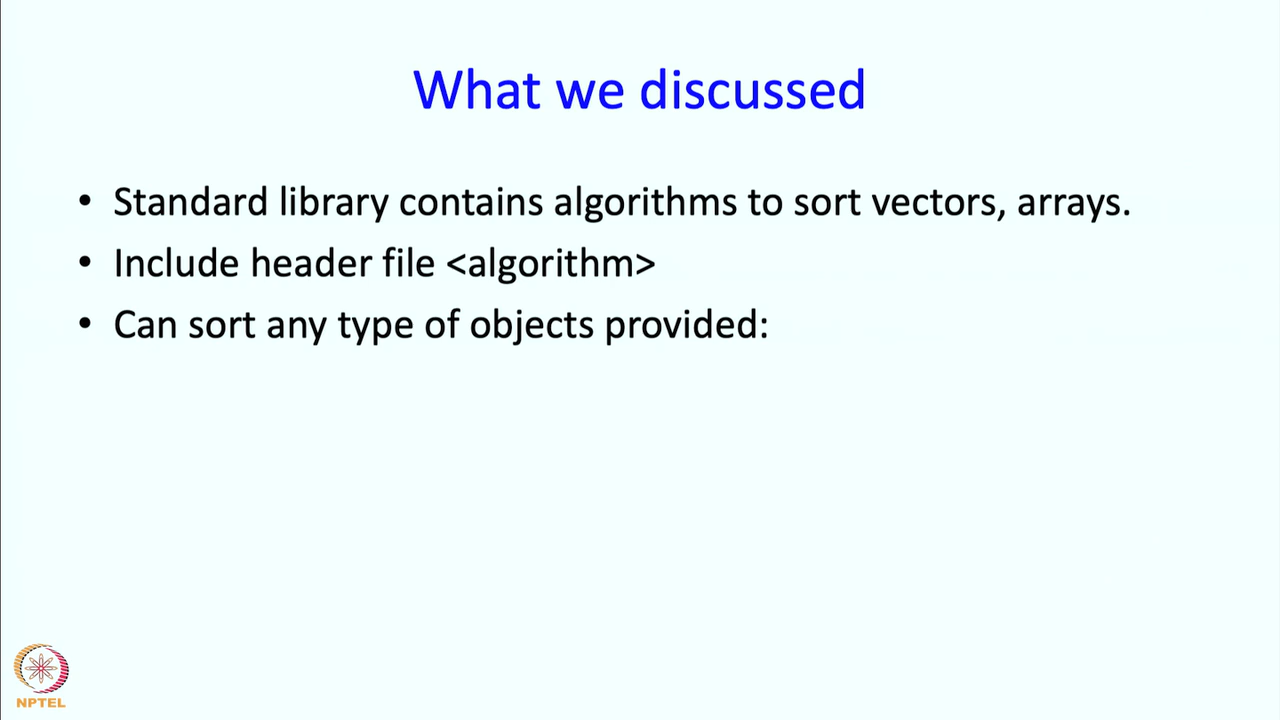 What we discussed
• Standard library contains algorithms to sort vectors, arrays.
• Include header file <algorithm>
• Can sort any type of objects provided:
NPTEL